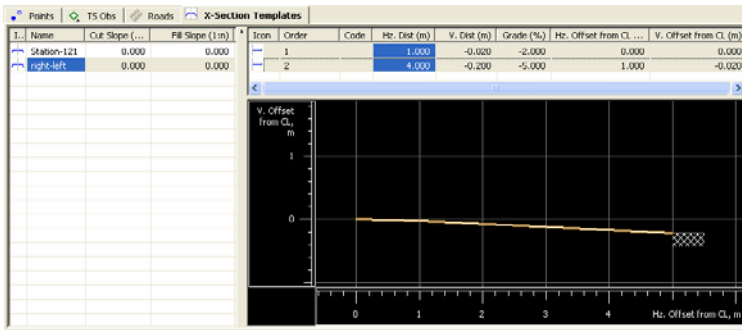 Points TS Obs Roads X-Section Templates
I.. Name Cut Slope (... Fill Slope (1:n)
Station-121 0.000 0.000
right-left 0.000 0.000
Icon Order Code Hz. Dist (m) V. Dist (m) Grade (%) Hz. Offset from CL ... V. Offset from CL (m)
1 1.000 -0.020 -2.000 0.000 0.000
2 4.000 -0.200 -5.000 1.000 -0.020
V. Offset
from CL,
m
1
0
0 1 2 3 4 Hz. Offset from CL, m